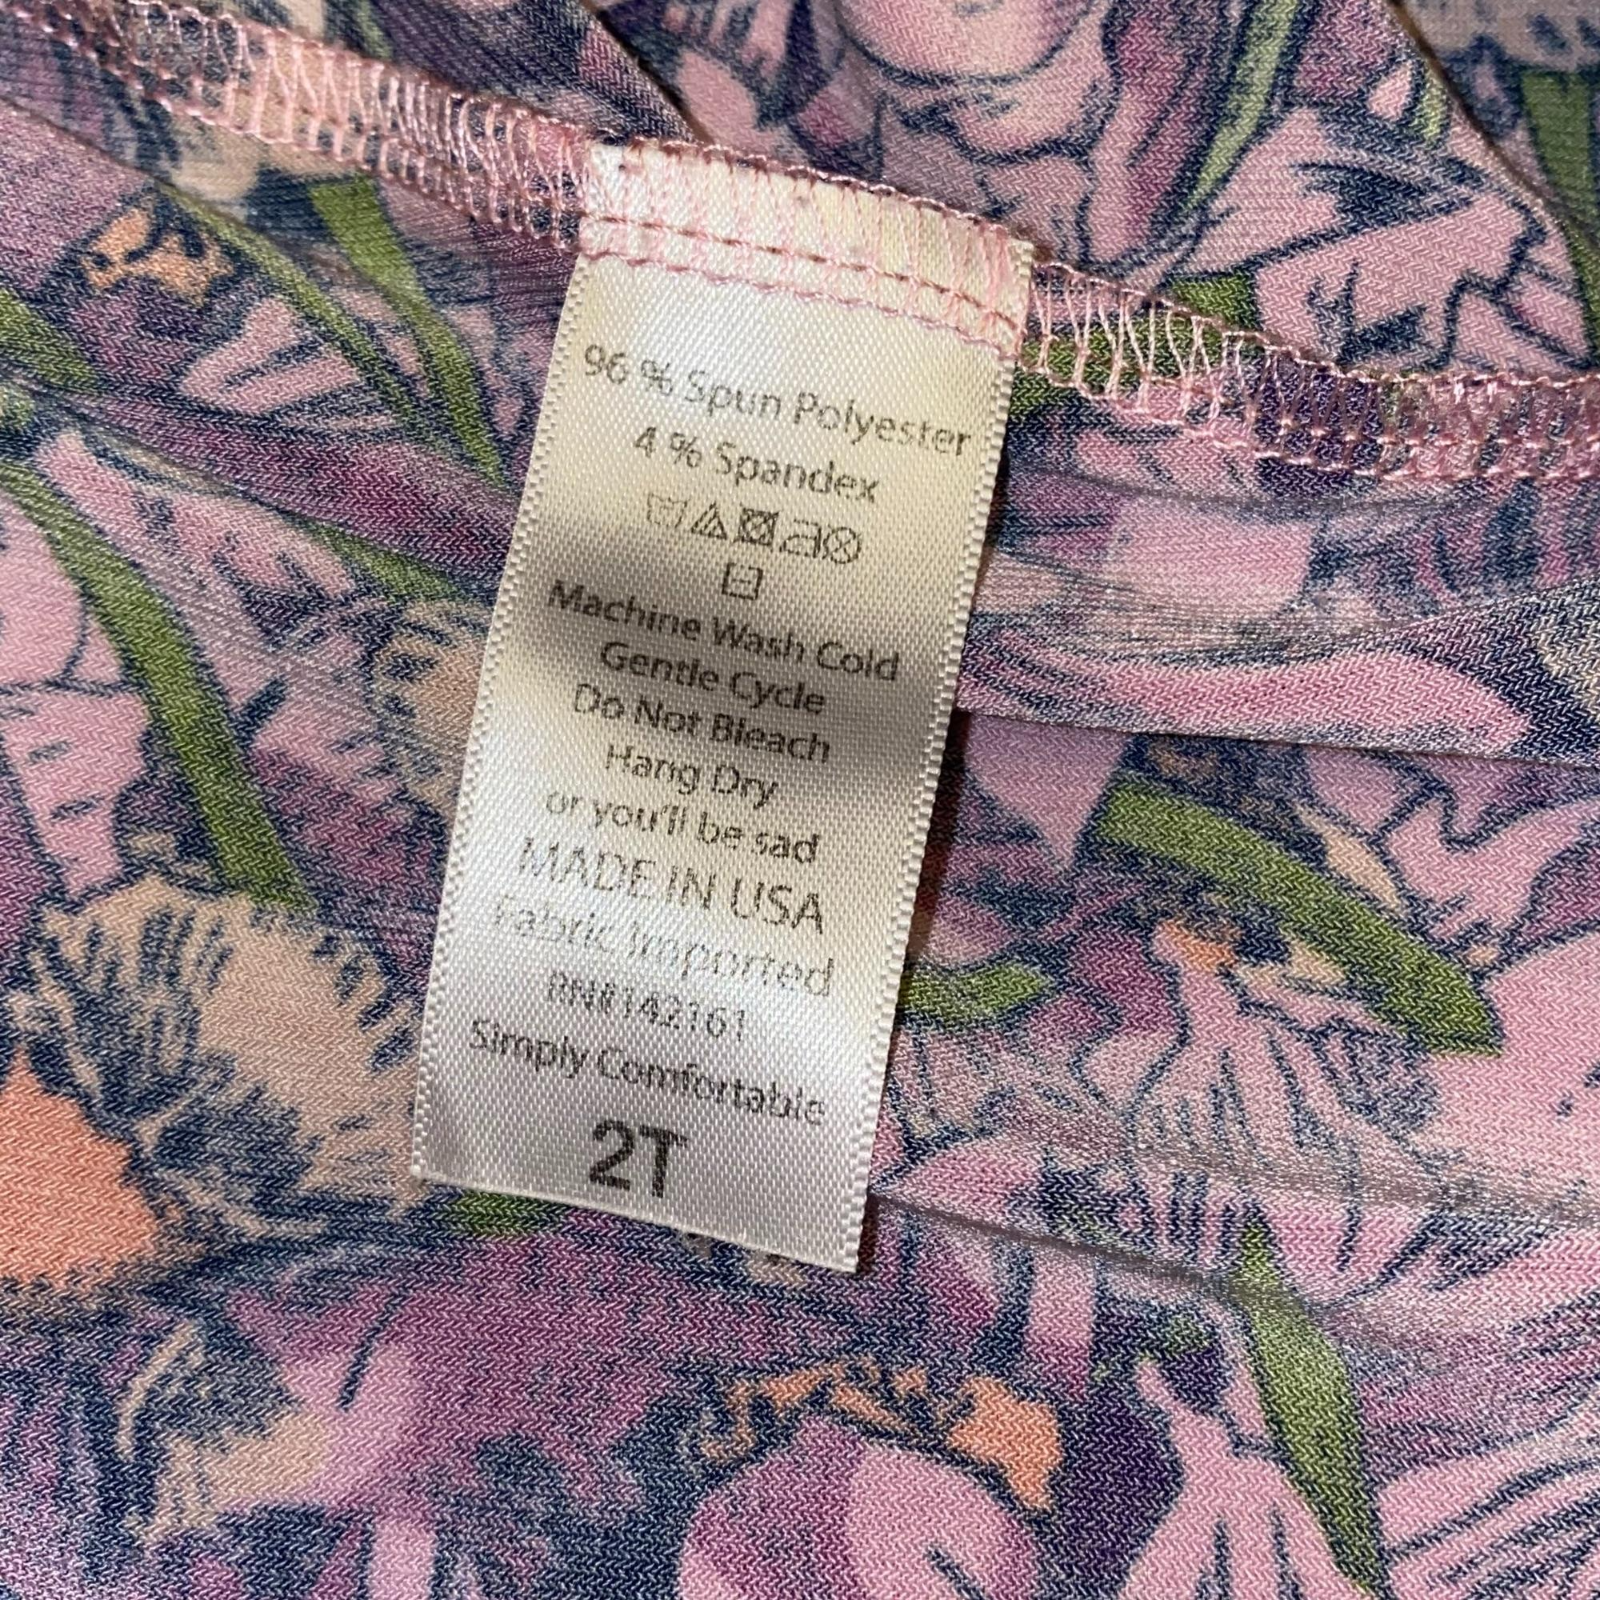 96 % Spun Polyester
4 % Spandex
Machine Wash Cold
Gentle Cycle
Do Not Bleach
Hang Dry
or you'll be sad
MADE IN USA
Fabric Imported
RN#142161
Simply Comfortable
2T